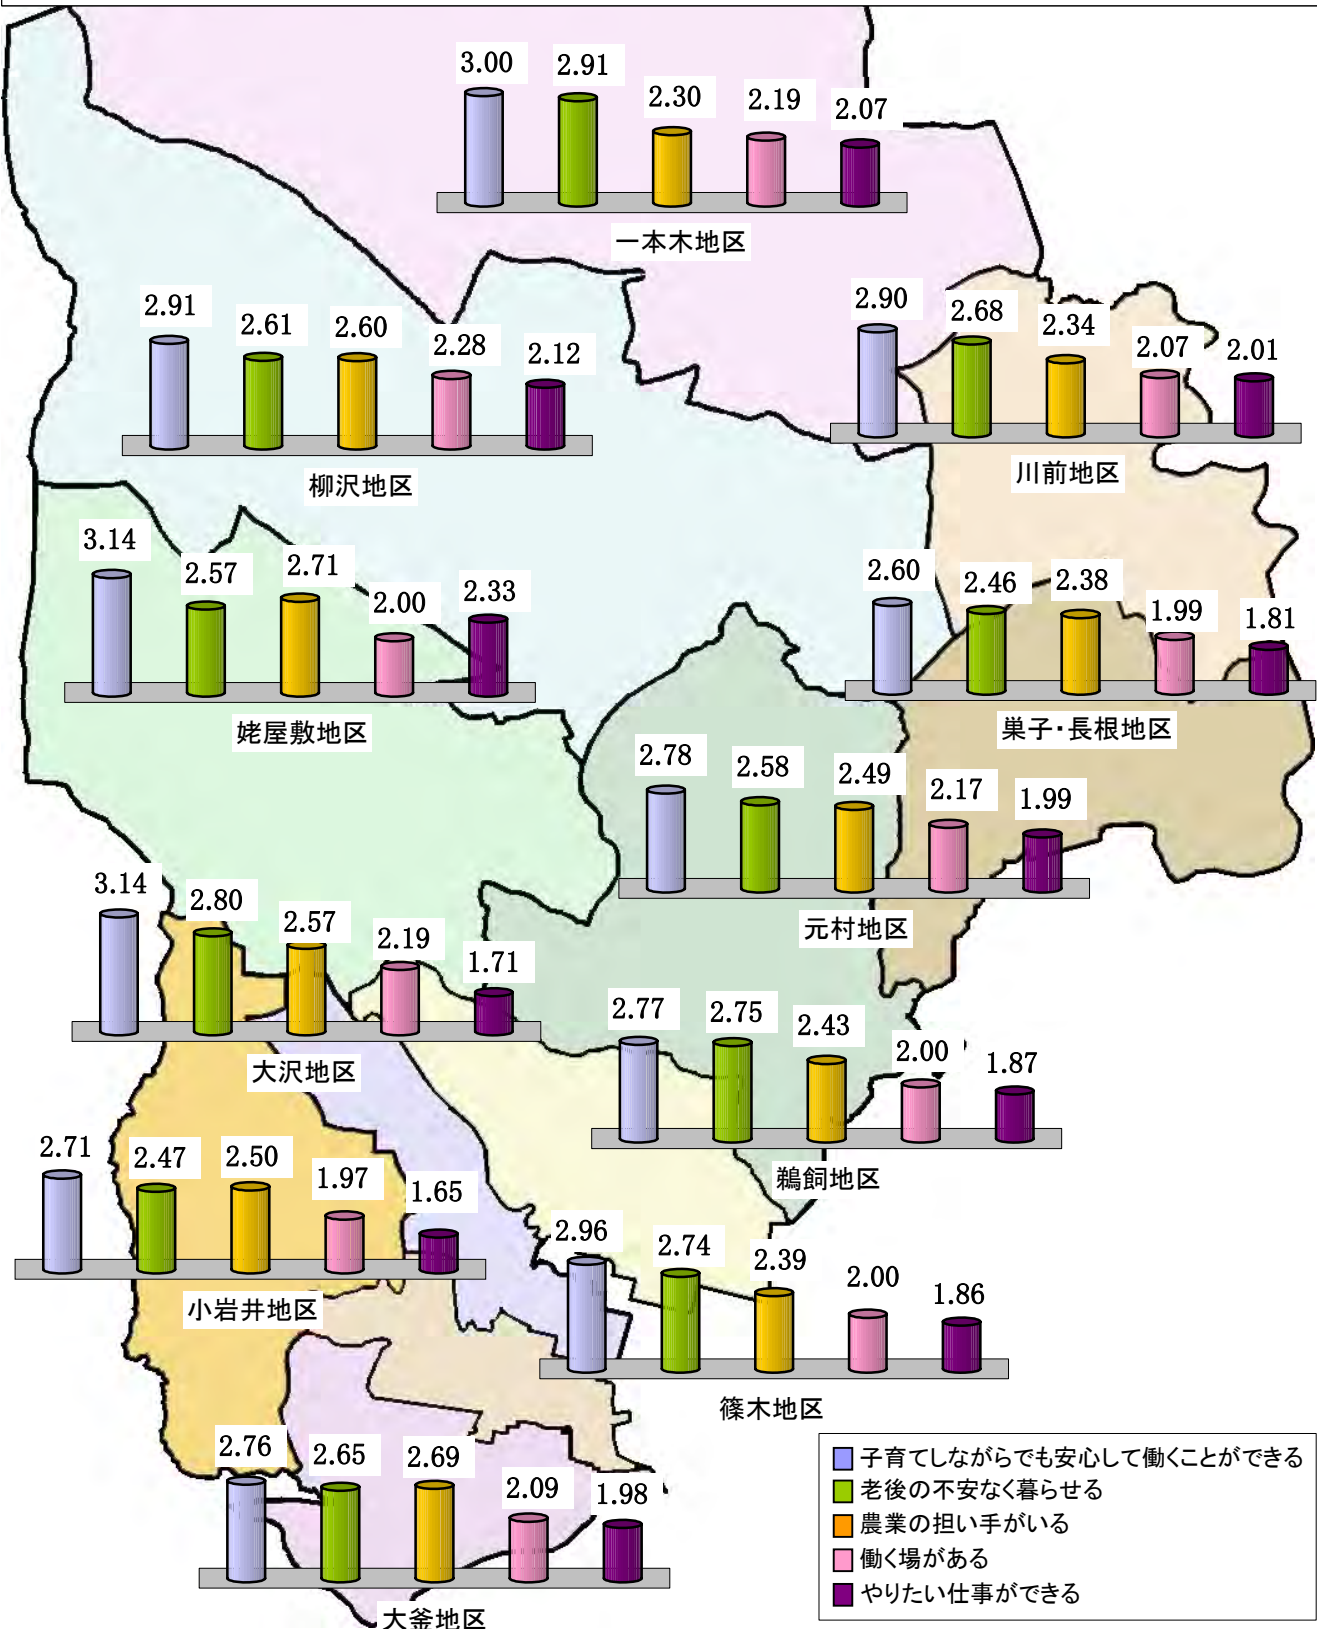 3.00 2.91 2.30 2.19 2.07
一本木地区
2.91 2.61 2.60 2.28 2.12
柳沢地区
2.90 2.68 2.34 2.07 2.01
川前地区
3.14 2.57 2.71 2.00 2.33
姥屋敷地区
2.60 2.46 2.38 1.99 1.81
巣子・長根地区
2.78 2.58 2.49 2.17 1.99
元村地区
3.14 2.80 2.57 2.19 1.71
大沢地区
2.77 2.75 2.43 2.00 1.87
鵜飼地区
2.71 2.47 2.50 1.97 1.65
小岩井地区
2.96 2.74 2.39 2.00 1.86
篠木地区
2.76 2.65 2.69 2.09 1.98
大釜地区
子育てしながらでも安心して働くことができる
老後の不安なく暮らせる
農業の担い手がいる
働く場がある
やりたい仕事ができる